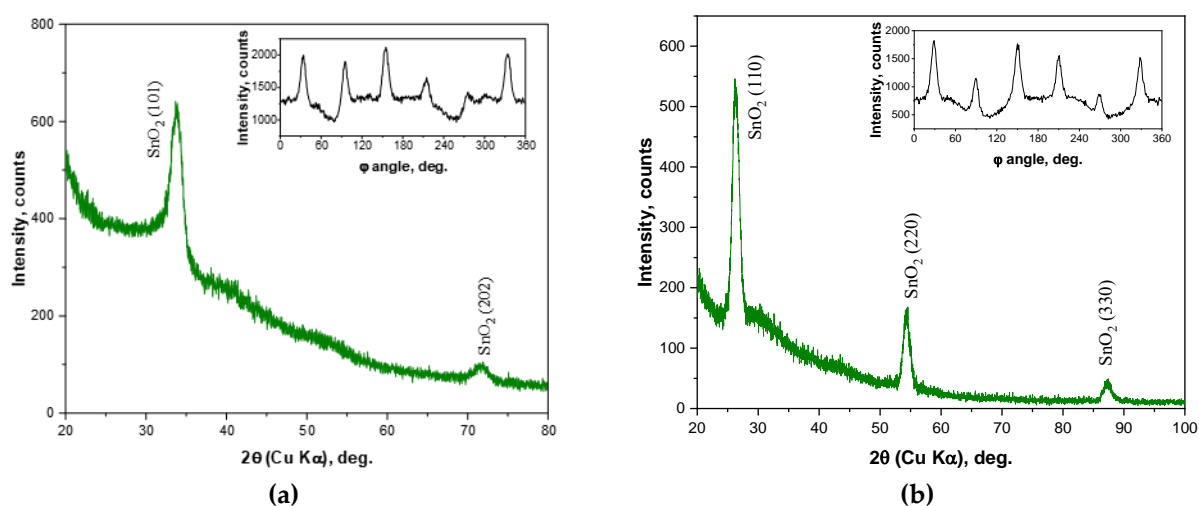 800
600
400
200
0
20 30 40 50 60 70 80
Intensity, counts
2θ (Cu Kα), deg.
SnO₂ (101)
SnO₂ (202)
2000
1750
1500
1250
1000
0 60 120 180 240 300 360
Intensity, counts
φ angle, deg.
(a)
600
500
400
300
200
100
0
20 30 40 50 60 70 80 90 100
Intensity, counts
2θ (Cu Kα), deg.
SnO₂ (110)
SnO₂ (220)
SnO₂ (330)
2000
1500
1000
500
0 60 120 180 240 300 360
Intensity, counts
φ angle, deg.
(b)